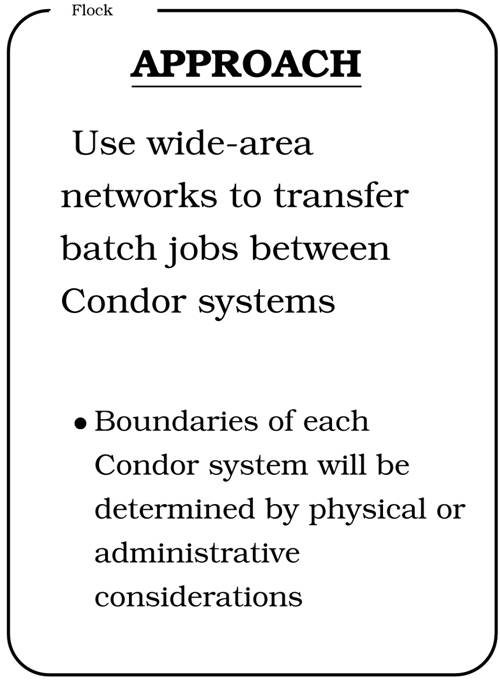 Flock
APPROACH
Use wide-area
networks to transfer
batch jobs between
Condor systems
• Boundaries of each
Condor system will be
determined by physical or
administrative
considerations